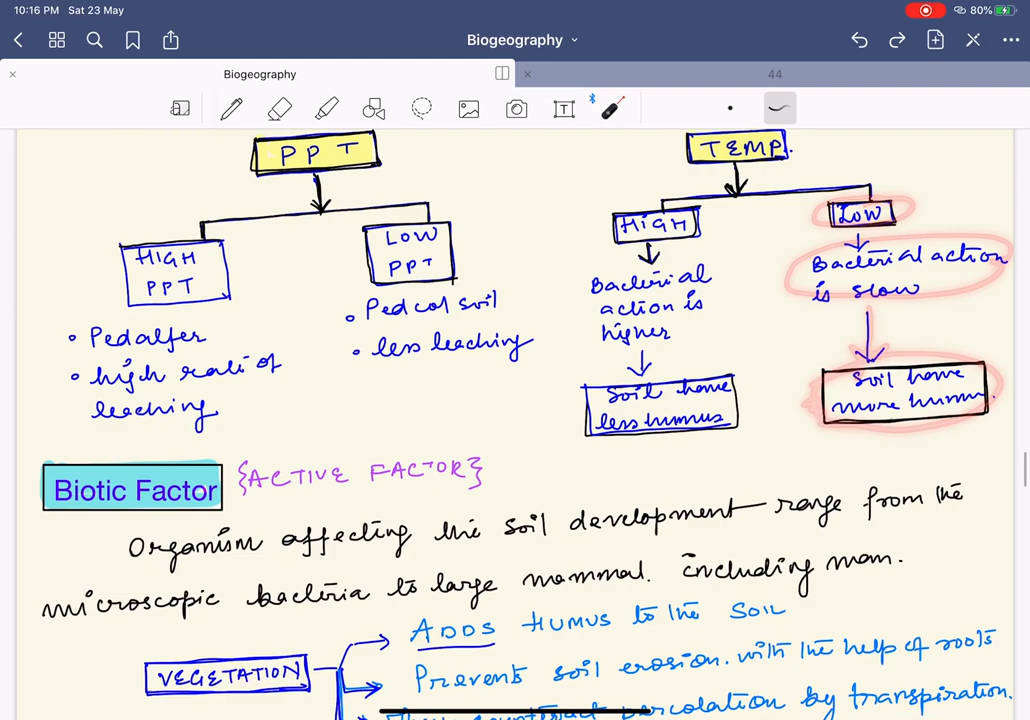 10:16 PM Sat 23 May
80%
Biogeography
Biogeography
44
PPT
TEMP.
HIGH PPT
LOW PPT
HIGH
LOW
• Pedalfer
• high rate of
leaching
• Pedcol soil
• less leaching
Bacterial
action is
higher
Soil have
less humus
Bacterial action
is slow
Soil have
more humus.
Biotic Factor {ACTIVE FACTOR}
Organism affecting the soil development range from the
microscopic bacteria to large mammal. including man.
VEGETATION
ADDS HUMUS to the SOIL
Prevents soil erosion. with the help of roots
percolation by transpiration.